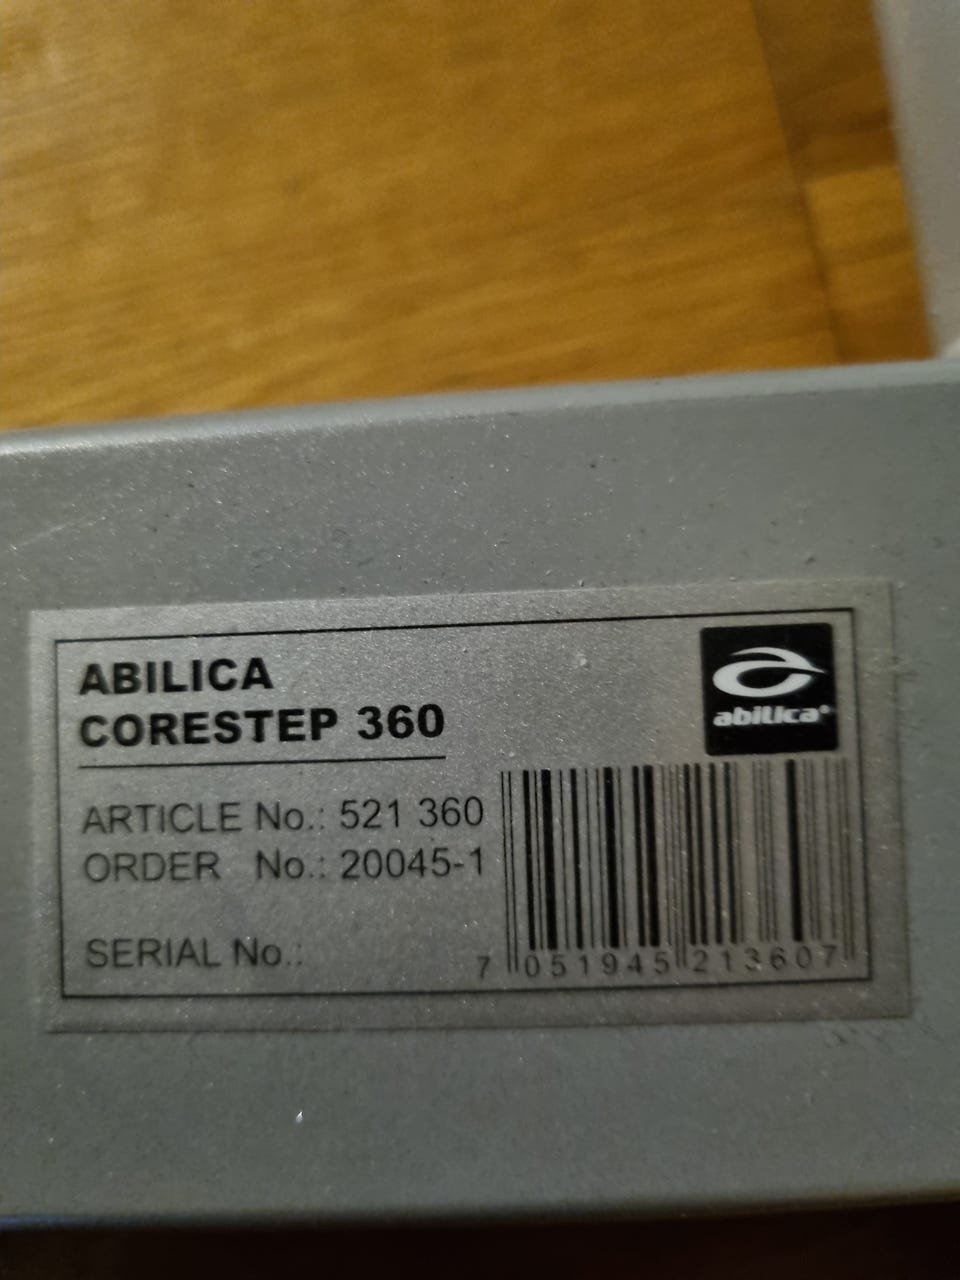 ABILICA
CORESTEP 360
abilica®
ARTICLE No.: 521 360
ORDER No.: 20045-1
SERIAL No.:
7 051945 213607